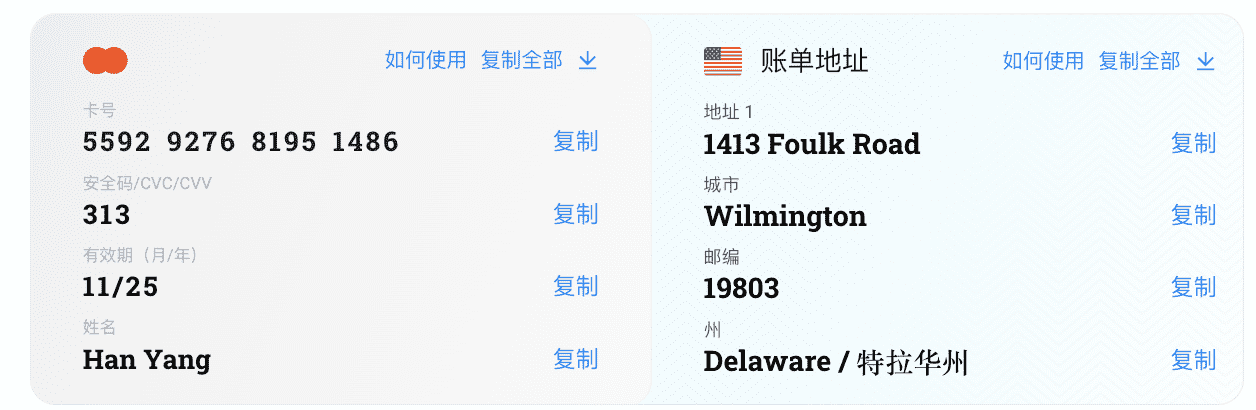 如何使用 复制全部
卡号
5592 9276 8195 1486 复制
安全码/CVC/CVV
313 复制
有效期（月/年）
11/25 复制
姓名
Han Yang 复制
账单地址 如何使用 复制全部
地址 1
1413 Foulk Road 复制
城市
Wilmington 复制
邮编
19803 复制
州
Delaware / 特拉华州 复制